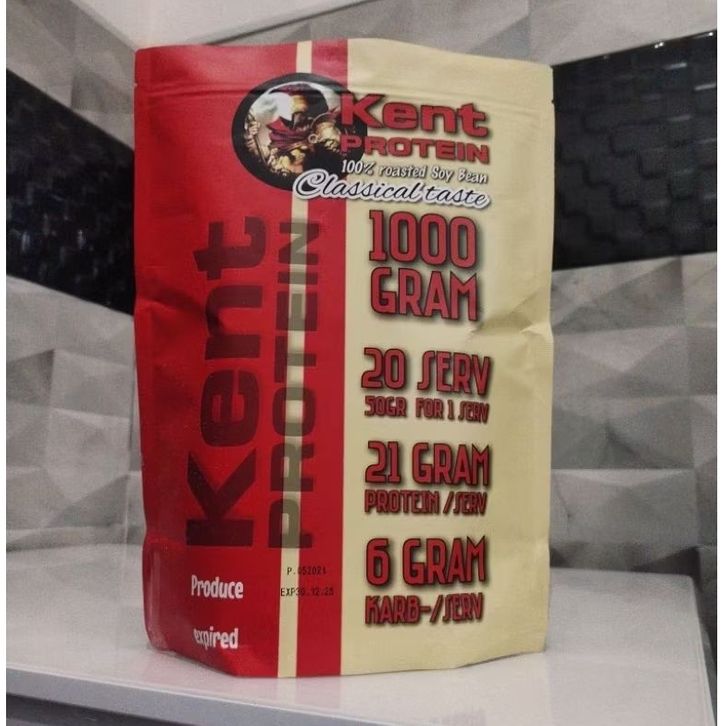 Kent
PROTEIN
100% roasted Soy Bean
Classical taste
1000
GRAM
20 SERV
50GR FOR 1 SERV
21 GRAM
PROTEIN /SERV
6 GRAM
KARB-/SERV
Kent
PROTEIN
Produce
expired
P.052021
EXP30.12.25